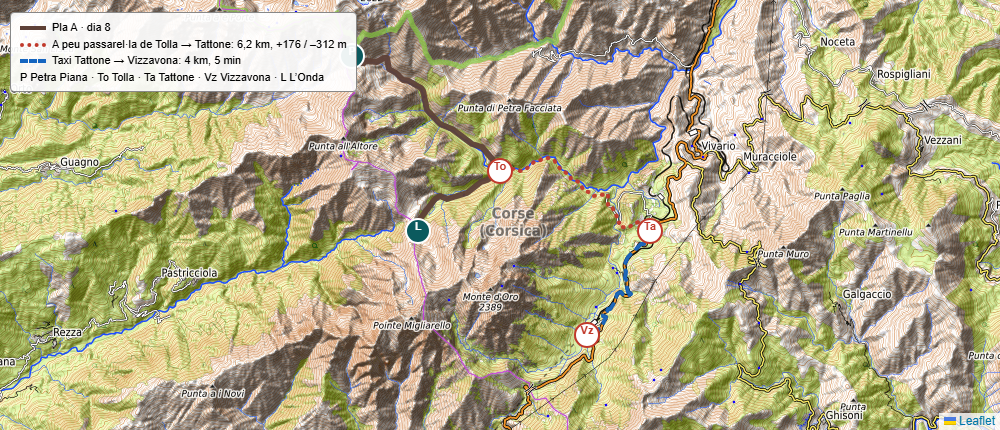 Pla A · dia 8
A peu passarel·la de Tolla → Tattone: 6,2 km, +176 / –312 m
Taxi Tattone → Vizzavona: 4 km, 5 min
P Petra Piana · To Tolla · Ta Tattone · Vz Vizzavona · L L'Onda
Noceta
Rospigliani
Punta di Petra Facciata
Vezzani
Punta all'Altore
Vivario
Muracciole
Guagno
To
Punta Paglia
Corse
(Corsica)
L
Ta
Punta Martinellu
Punta Muro
Pastricciola
Monte d'Oro
2389
Galgaccio
Pointe Migliarello
Vz
Rezza
Punta a i Novi
Punta
Ghisoni
Leaflet